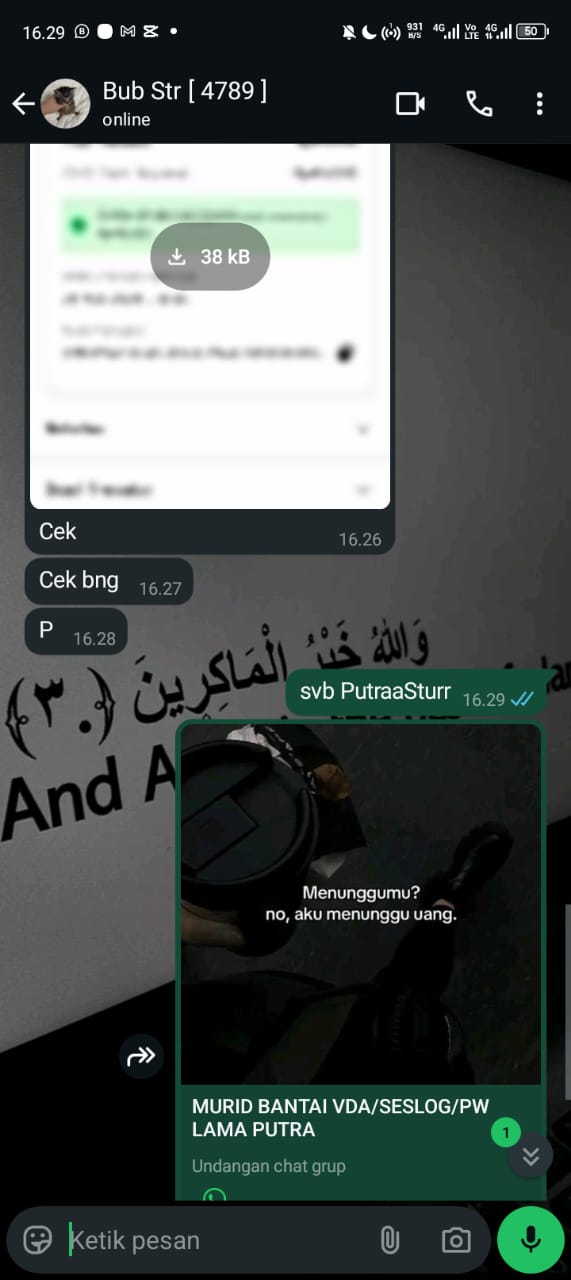 16.29
931
B/S
4G
Vo
LTE
4G
50
Bub Str [ 4789 ]
online
38 kB
Cek
16.26
Cek bng
16.27
P
16.28
وَاللَّهُ خَيْرُ الْمَاكِرِينَ ﴿٣٠﴾
And A
svb PutraaSturr
16.29
Menunggumu?
no, aku menunggu uang.
MURID BANTAI VDA/SESLOG/PW
LAMA PUTRA
1
Undangan chat grup
Ketik pesan